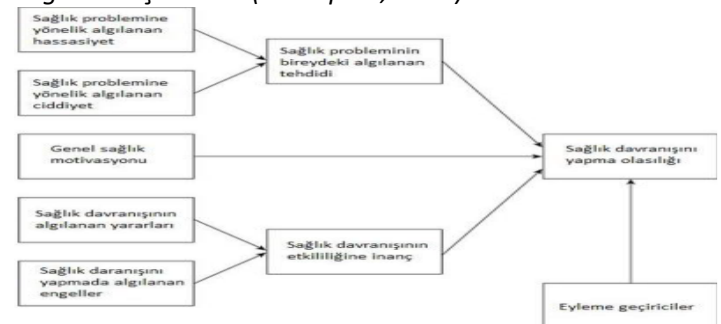 Sağlık problemine
yönelik algılanan
hassasiyet
Sağlık probleminin
bireydeki algılanan
tehdidi
Sağlık problemine
yönelik algılanan
ciddiyet
Genel sağlık
motivasyonu
Sağlık davranışını
yapma olasılığı
Sağlık davranışının
algılanan yararları
Sağlık davranışının
etkililiğine inanç
Sağlık daranışını
yapmada algılanan
engeller
Eyleme geçiriciler